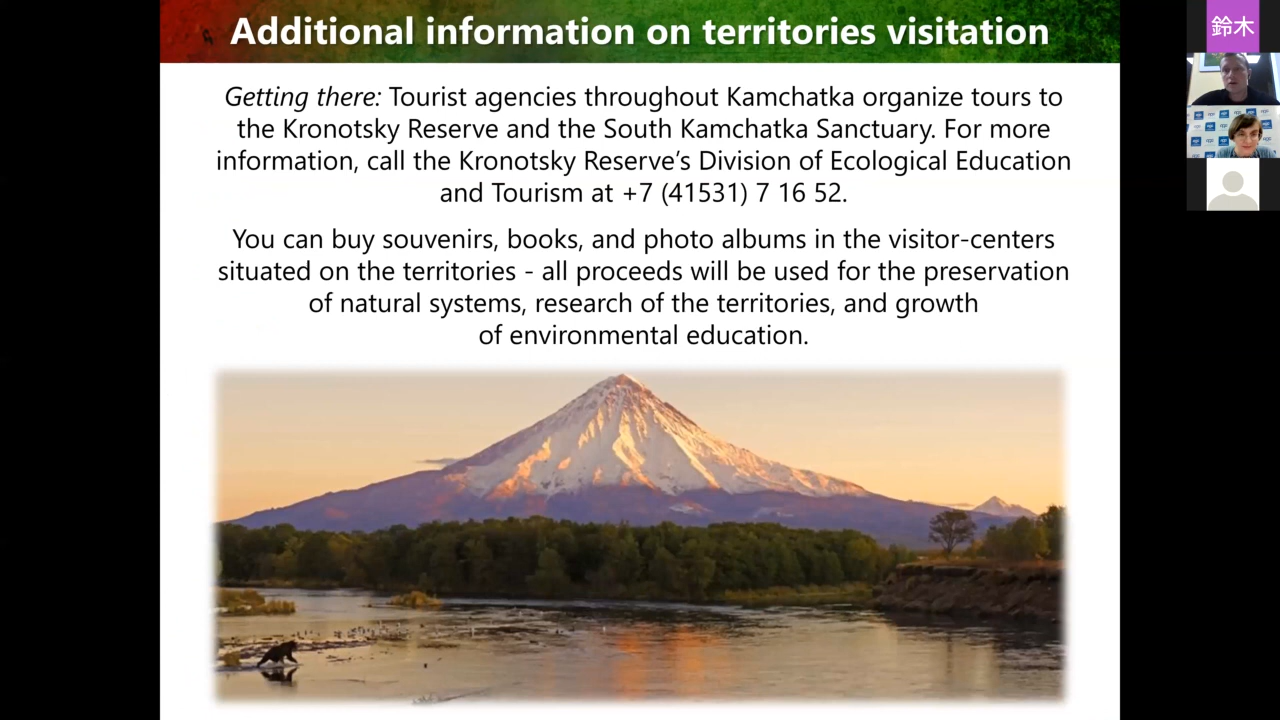 Additional information on territories visitation
鈴木
Getting there: Tourist agencies throughout Kamchatka organize tours to
the Kronotsky Reserve and the South Kamchatka Sanctuary. For more
information, call the Kronotsky Reserve’s Division of Ecological Education
and Tourism at +7 (41531) 7 16 52.
You can buy souvenirs, books, and photo albums in the visitor-centers
situated on the territories - all proceeds will be used for the preservation
of natural systems, research of the territories, and growth
of environmental education.